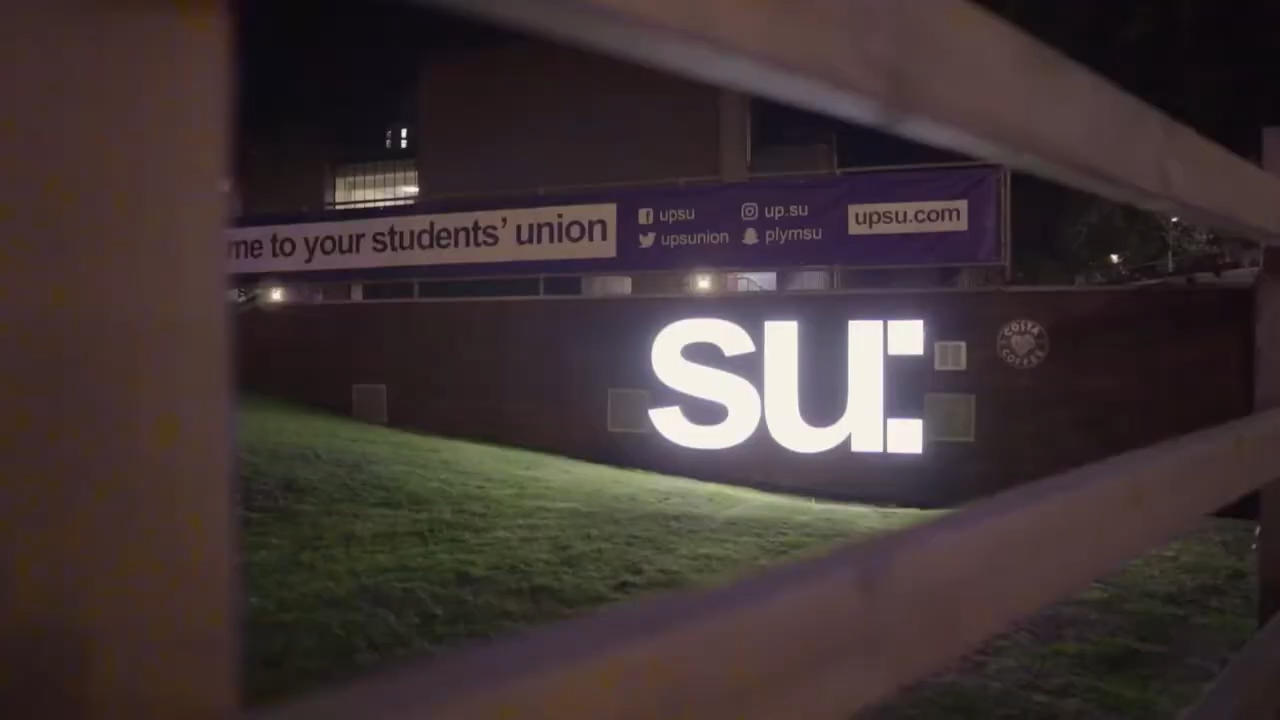 me to your students' union
upsu
up.su
upsu.com
upsunion
plymsu
su:
COSTA
COFFEE